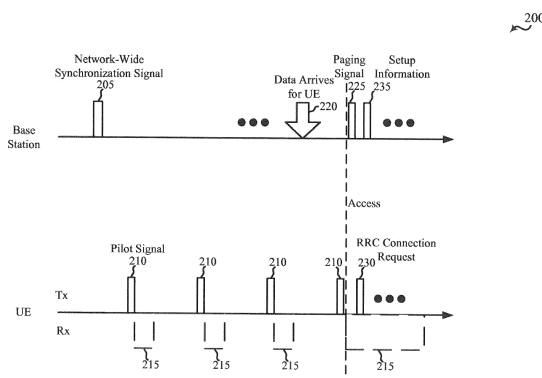 200
Network-Wide
Synchronization Signal
205
Data Arrives
for UE
220
Paging
Signal
225
Setup
Information
235
Base
Station
Access
Pilot Signal
210
210
210
210
RRC Connection
Request
230
Tx
UE
Rx
215
215
215
215